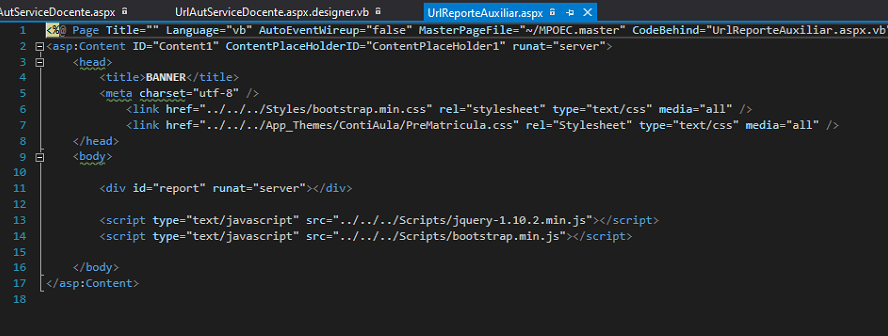 AutServiceDocente.aspx UrlAutServiceDocente.aspx.designer.vb UrlReporteAuxiliar.aspx
1 <%@ Page Title="" Language="vb" AutoEventWireup="false" MasterPageFile="~/MPOEC.master" CodeBehind="UrlReporteAuxiliar.aspx.vb"
2 <asp:Content ID="Content1" ContentPlaceHolderID="ContentPlaceHolder1" runat="server">
3 <head>
4 <title>BANNER</title>
5 <meta charset="utf-8" />
6 <link href="../../../Styles/bootstrap.min.css" rel="stylesheet" type="text/css" media="all" />
7 <link href="../../../App_Themes/ContiAula/PreMatricula.css" rel="Stylesheet" type="text/css" media="all" />
8 </head>
9 <body>
10
11 <div id="report" runat="server"></div>
12
13 <script type="text/javascript" src="../../../Scripts/jquery-1.10.2.min.js"></script>
14 <script type="text/javascript" src="../../../Scripts/bootstrap.min.js"></script>
15
16 </body>
17 </asp:Content>
18